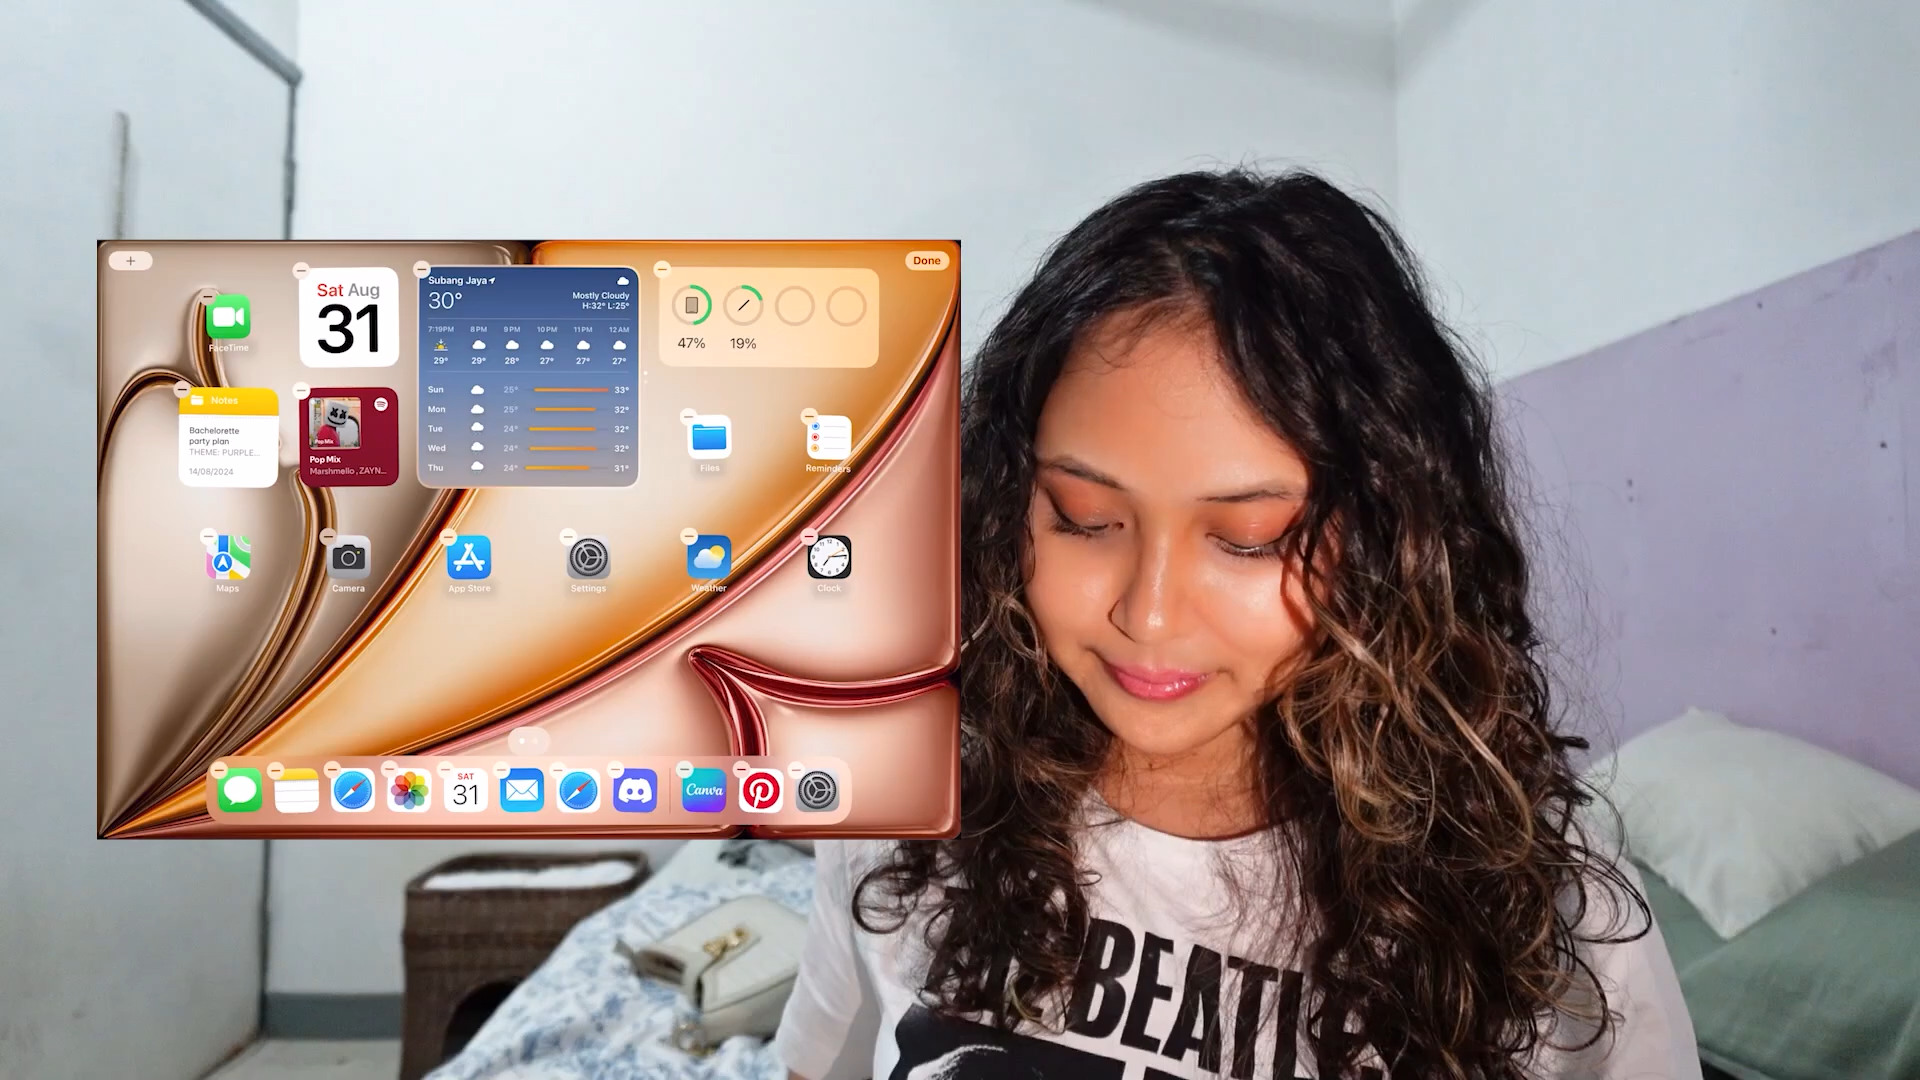 +
Done
FaceTime
Sat Aug
31
Subang Jaya
30°
Mostly Cloudy
H:32° L:25°
7:19PM 8PM 9PM 10PM 11PM 12AM
29° 29° 28° 27° 27° 27°
Sun 25° 33°
Mon 25° 32°
Tue 24° 32°
Wed 24° 32°
Thu 24° 31°
47% 19%
Notes
Bachelorette
party plan
THEME: PURPLE...
14/08/2024
Pop Mix
Pop Mix
Marshmello, ZAYN...
Files
Reminders
Maps
Camera
App Store
Settings
Weather
Clock
SAT
31
Canva
BEATL